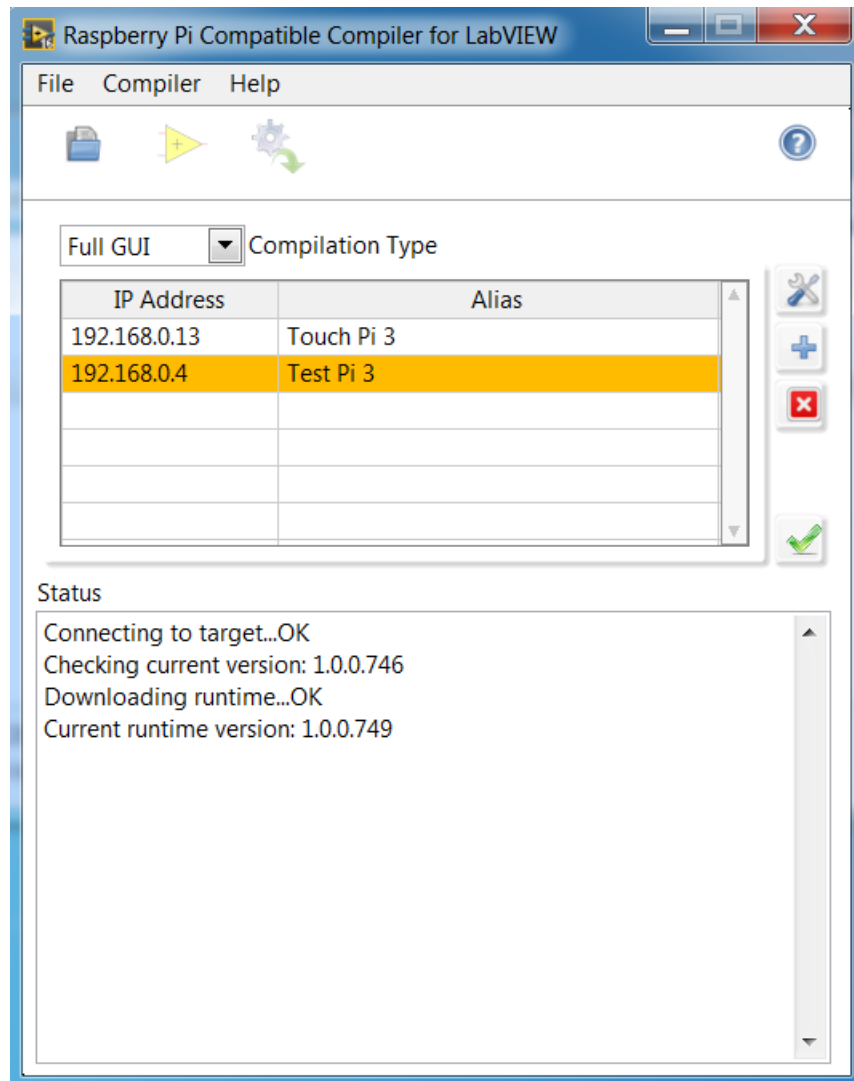 Raspberry Pi Compatible Compiler for LabVIEW
File Compiler Help
Full GUI Compilation Type
IP Address Alias
192.168.0.13 Touch Pi 3
192.168.0.4 Test Pi 3
Status
Connecting to target...OK
Checking current version: 1.0.0.746
Downloading runtime...OK
Current runtime version: 1.0.0.749